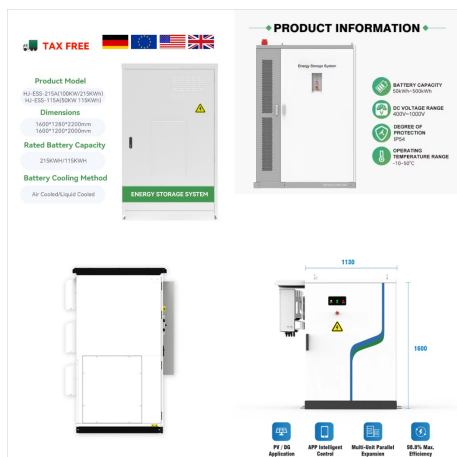 TAX FREE
Product Model
HJ-ESS-215A(100KW/215KWh)
HJ-ESS-115A(50KW 115KWh)
Dimensions
1600*1280*2200mm
1600*1200*2000mm
Rated Battery Capacity
215KWH/115KWH
Battery Cooling Method
Air Cooled/Liquid Cooled
ENERGY STORAGE SYSTEM
PRODUCT INFORMATION
Energy Storage System
BATTERY CAPACITY
50kWh~500kWh
DC VOLTAGE RANGE
400V~1000V
DEGREE OF
PROTECTION
IP54
OPERATING
TEMPERATURE RANGE
-10~50°C
1130
1600
PV / DG
Application
APP Intelligent
Control
Multi-Unit Parallel
Expansion
98.8% Max.
Efficiency